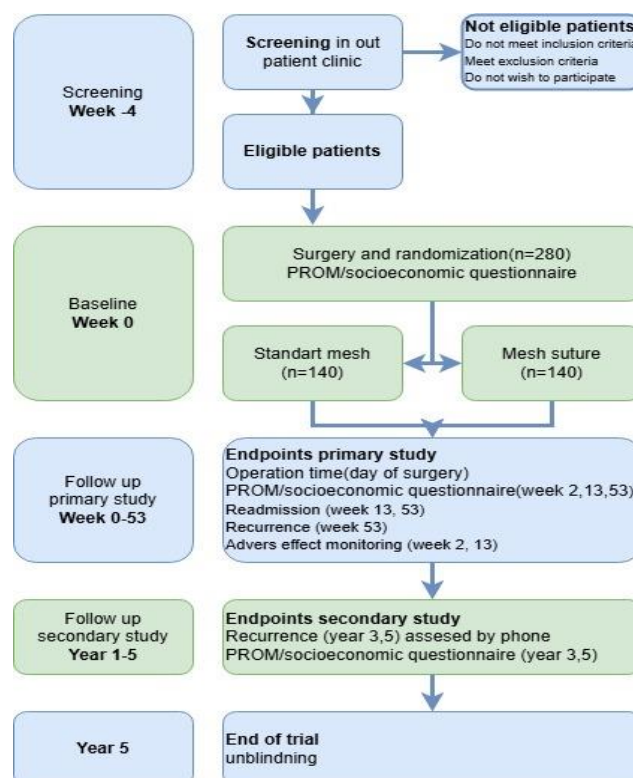 Screening
Week -4
Screening in out
patient clinic
Not eligible patients
Do not meet inclusion criteria
Meet exclusion criteria
Do not wish to participate
Eligible patients
Baseline
Week 0
Surgery and randomization(n=280)
PROM/socioeconomic questionnaire
Standart mesh
(n=140)
Mesh suture
(n=140)
Follow up
primary study
Week 0-53
Endpoints primary study
Operation time(day of surgery)
PROM/socioeconomic questionnaire(week 2,13,53)
Readmission (week 13, 53)
Recurrence (week 53)
Advers effect monitoring (week 2, 13)
Follow up
secondary study
Year 1-5
Endpoints secondary study
Recurrence (year 3,5) assesed by phone
PROM/socioeconomic questionnaire (year 3,5)
Year 5
End of trial
unblindning